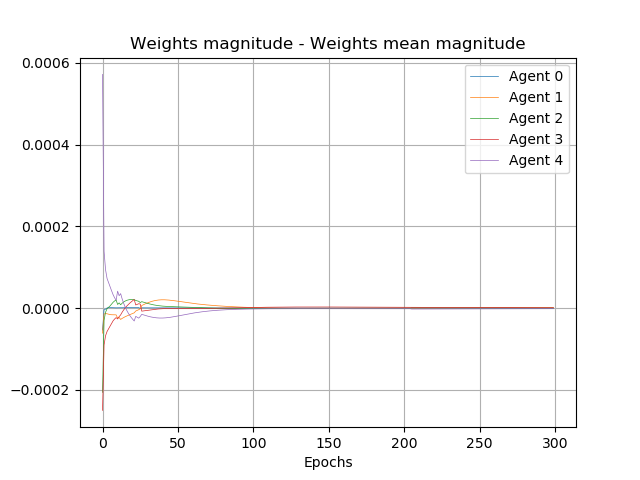 Weights magnitude - Weights mean magnitude
0.0006
0.0004
0.0002
0.0000
−0.0002
Agent 0
Agent 1
Agent 2
Agent 3
Agent 4
0 50 100 150 200 250 300
Epochs